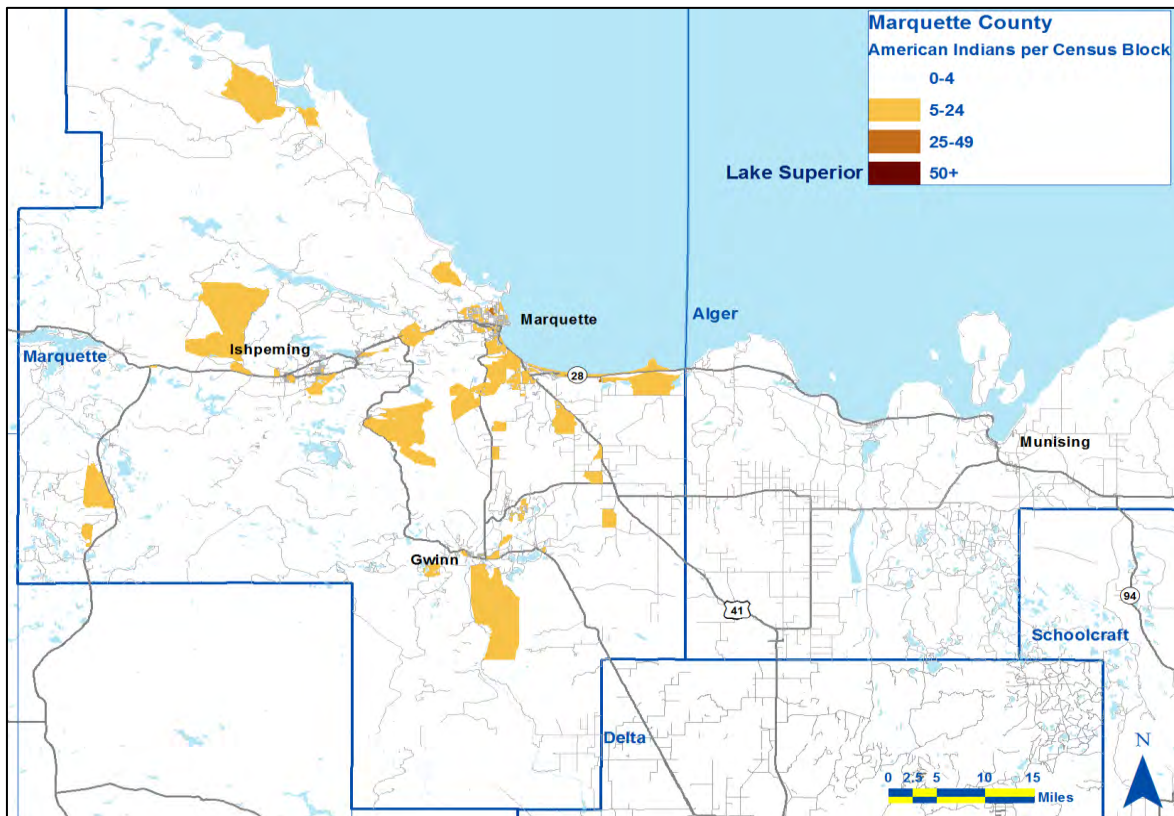 Marquette County
American Indians per Census Block
0-4
5-24
25-49
50+
Lake Superior
Marquette
Alger
Marquette
Ishpeming
28
Munising
Gwinn
94
41
Schoolcraft
Delta
N
0 2.5 5 10 15
Miles